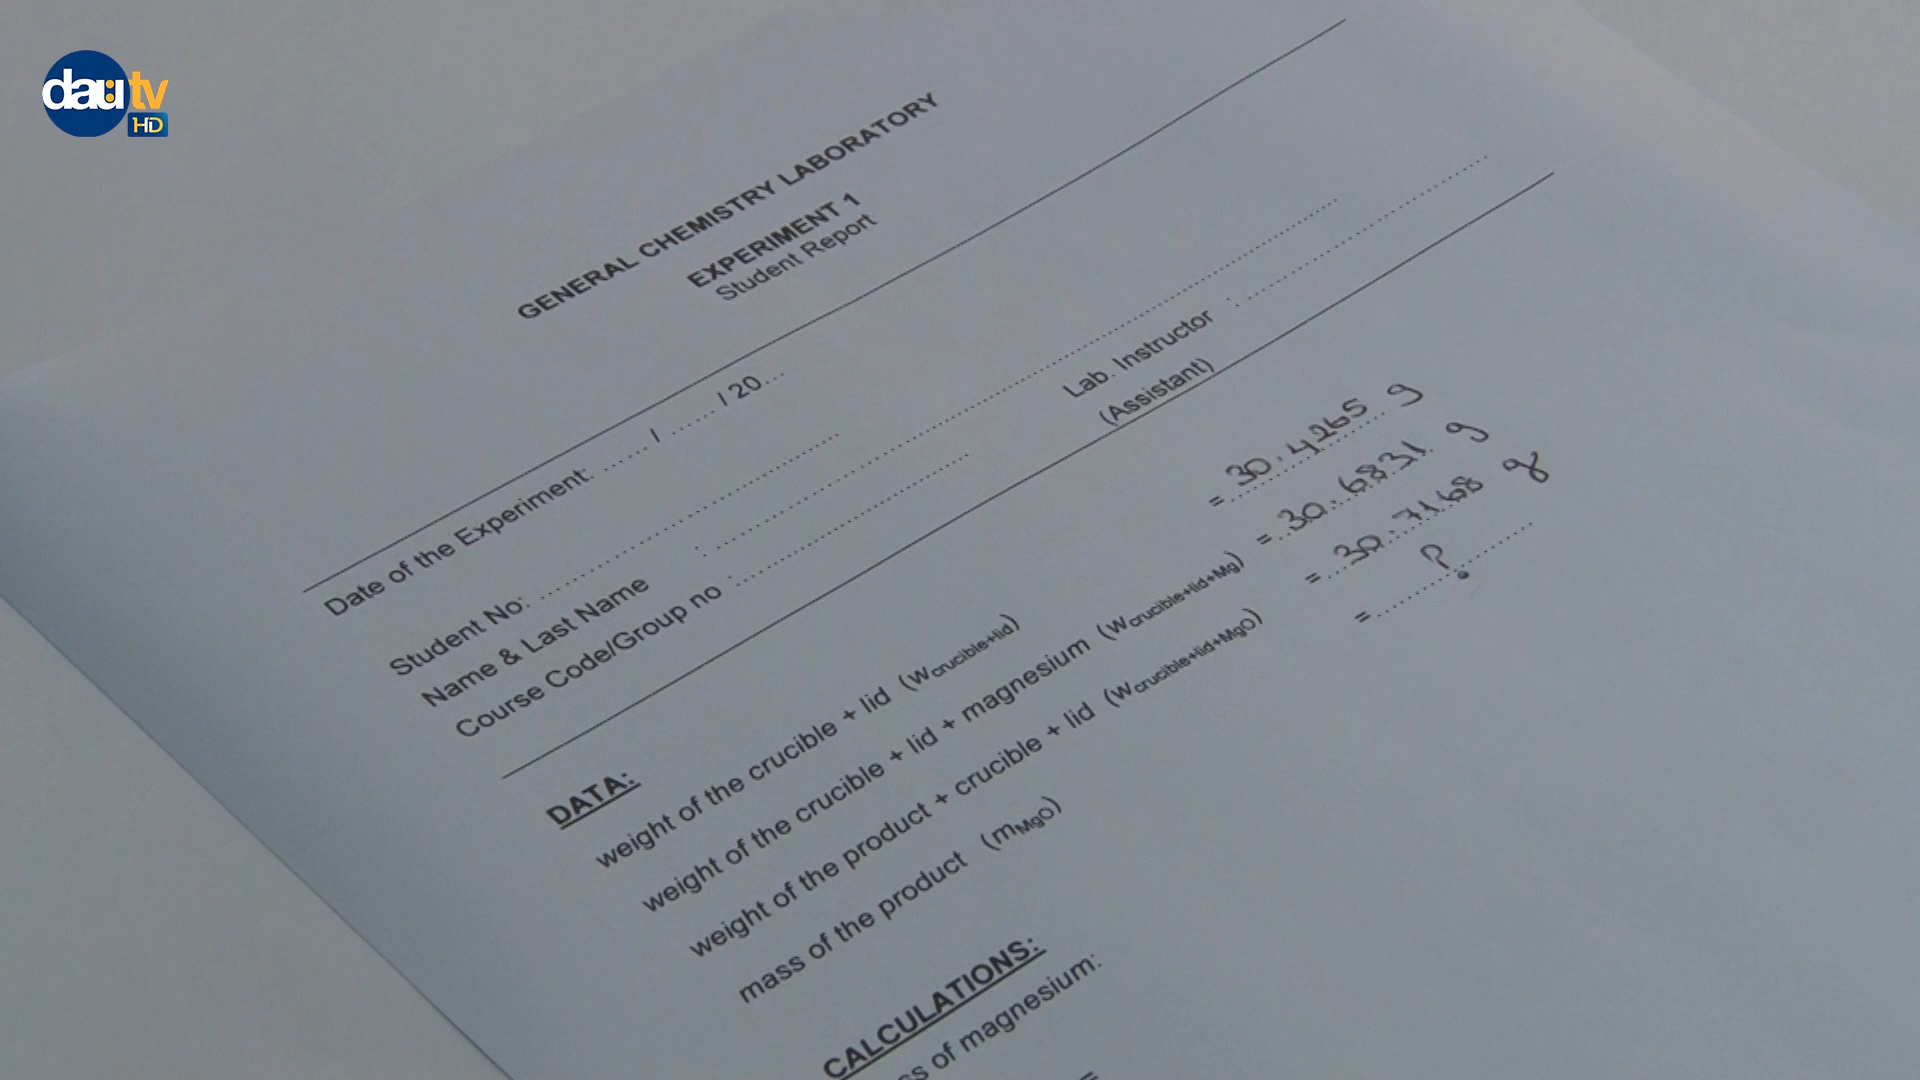 dau:tv
HD
GENERAL CHEMISTRY LABORATORY
EXPERIMENT 1
Student Report
Date of the Experiment: ...... / ...... / 20...
Student No: ....................................
Name & Last Name : ....................................
Course Code/Group no : ....................................
Lab. Instructor : ....................................
(Assistant)
DATA:
weight of the crucible + lid (wcrucible+lid) = 30.4265 g
weight of the crucible + lid + magnesium (wcrucible+lid+Mg) = 30.6831 g
weight of the product + crucible + lid (wcrucible+lid+MgO) = 30.7168 g
mass of the product (mMgO) = ?
CALCULATIONS:
ss of magnesium:
=